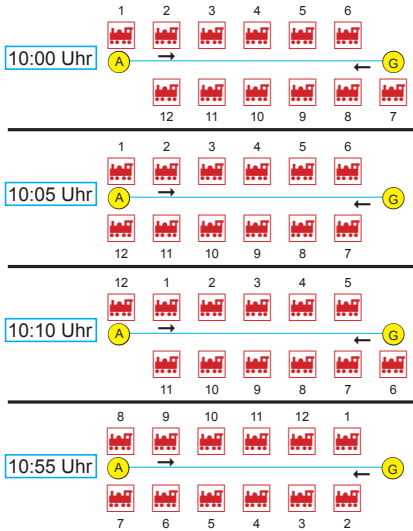 1 2 3 4 5 6
10:00 Uhr A G
12 11 10 9 8 7
1 2 3 4 5 6
10:05 Uhr A G
12 11 10 9 8 7
12 1 2 3 4 5
10:10 Uhr A G
11 10 9 8 7 6
8 9 10 11 12 1
10:55 Uhr A G
7 6 5 4 3 2